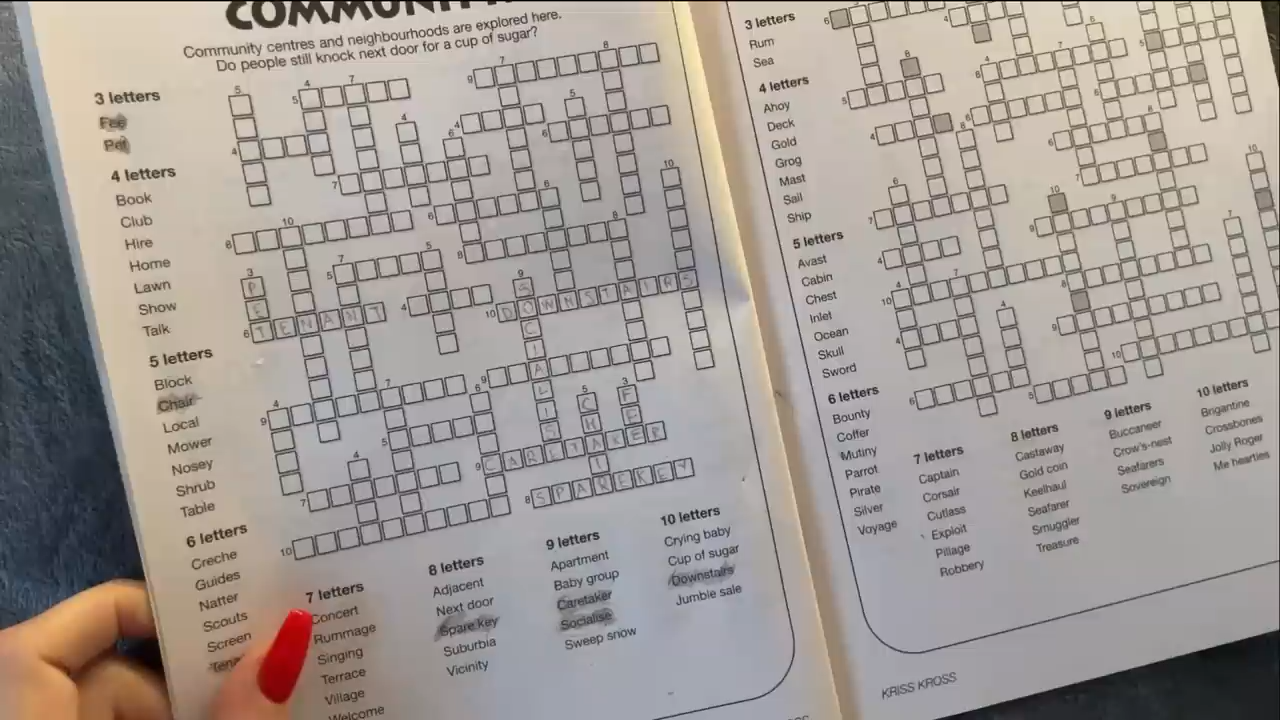 COMMUNITY
Community centres and neighbourhoods are explored here.
Do people still knock next door for a cup of sugar?
3 letters
Fee
Pet
4 letters
Book
Club
Hire
Home
Lawn
Show
Talk
5 letters
Block
Chair
Local
Mower
Nosey
Shrub
Table
6 letters
Creche
Guides
Natter
Scouts
Screen
7 letters
Concert
Rummage
Singing
Terrace
Village
Welcome
8 letters
Adjacent
Next door
Spare key
Suburbia
Vicinity
9 letters
Apartment
Baby group
Caretaker
Socialise
Sweep snow
10 letters
Crying baby
Cup of sugar
Downstairs
Jumble sale
PET
TENANT
DOWNSTAIRS
SOCIALIS
CH
FEE
CARETAKER
SPAREKEY
3 letters
Rum
Sea
4 letters
Ahoy
Deck
Gold
Grog
Mast
Sail
Ship
5 letters
Avast
Cabin
Chest
Inlet
Ocean
Skull
Sword
6 letters
Bounty
Coffer
Mutiny
Parrot
Pirate
Silver
Voyage
7 letters
Captain
Corsair
Cutlass
Exploit
Pillage
Robbery
8 letters
Castaway
Gold coin
Keelhaul
Seafarer
Smuggler
Treasure
9 letters
Buccaneer
Crow's-nest
Seafarers
Sovereign
10 letters
Brigantine
Crossbones
Jolly Roger
Me hearties
KRISS KROSS